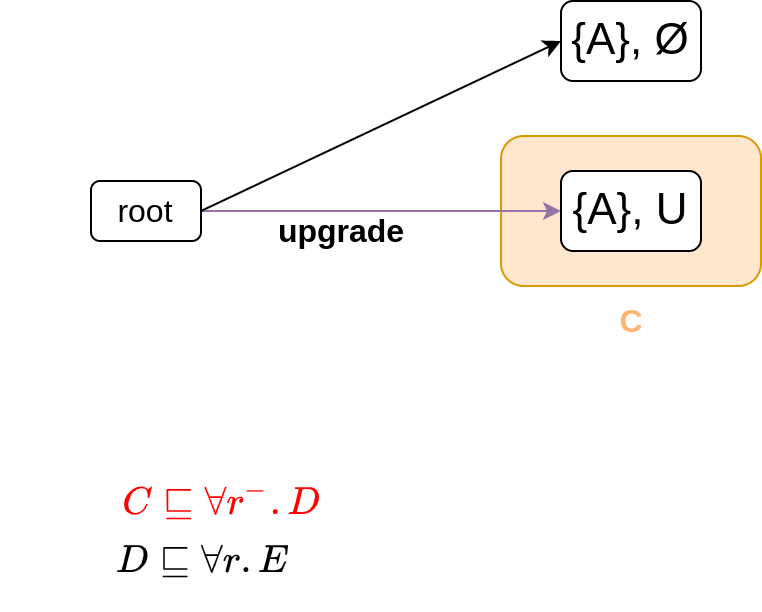 {A}, Ø
root
{A}, U
upgrade
C
C ⊑ ∀r⁻.D
D ⊑ ∀r.E